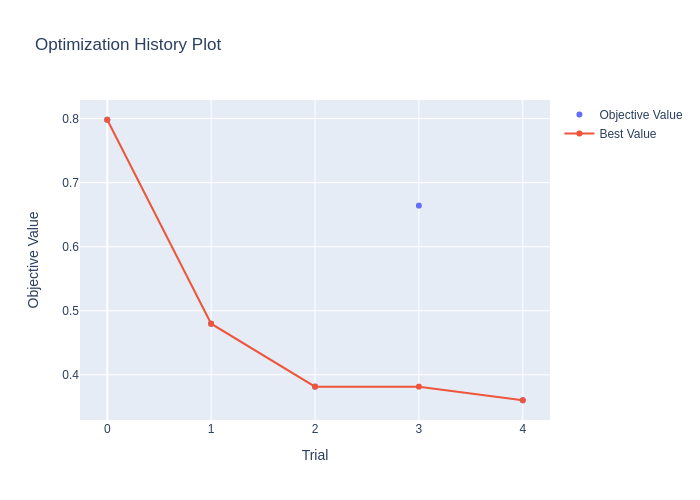 Optimization History Plot
Objective Value
Best Value
0.8
0.7
0.6
0.5
0.4
Objective Value
0 1 2 3 4
Trial